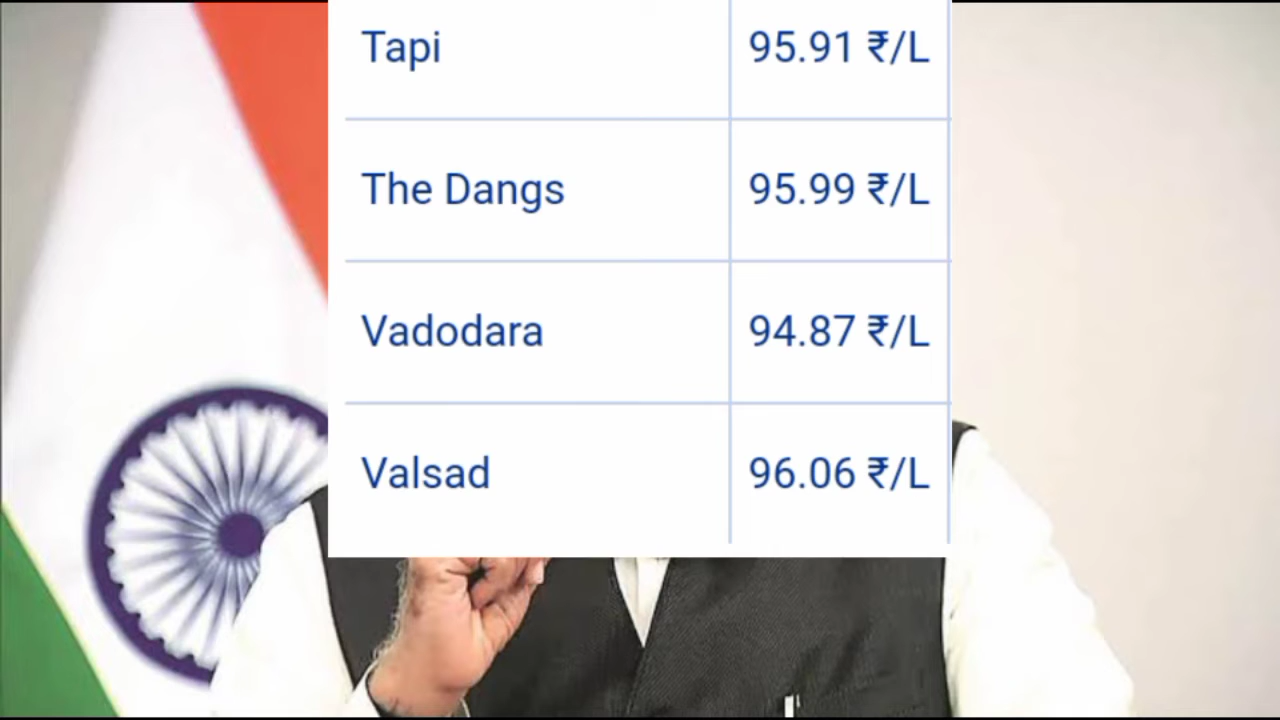 Tapi 95.91 ₹/L
The Dangs 95.99 ₹/L
Vadodara 94.87 ₹/L
Valsad 96.06 ₹/L